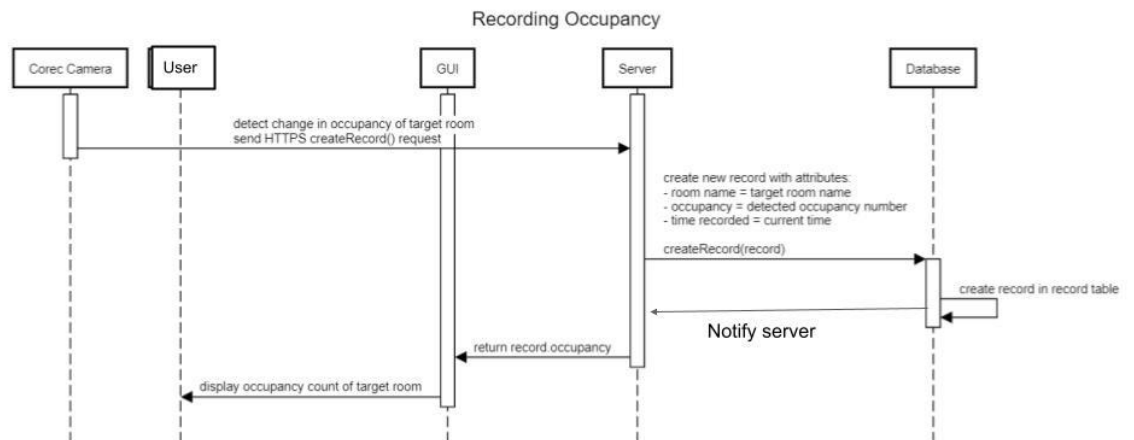 Recording Occupancy
Corec Camera
User
GUI
Server
Database
detect change in occupancy of target room
send HTTPS createRecord() request
create new record with attributes:
- room name = target room name
- occupancy = detected occupancy number
- time recorded = current time
createRecord(record)
create record in record table
Notify server
return record.occupancy
display occupancy count of target room